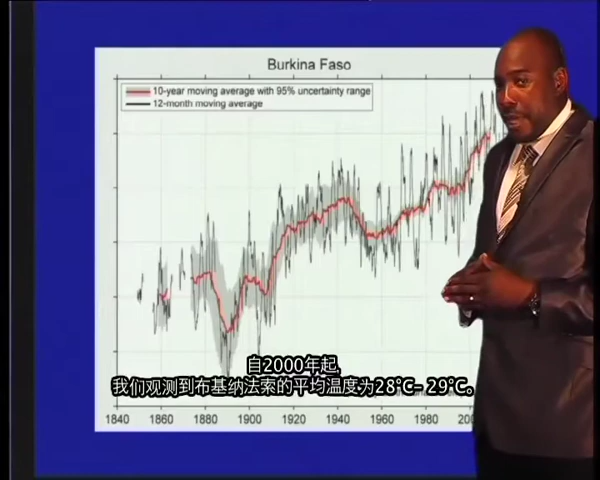 Burkina Faso
10-year moving average with 95% uncertainty range
12-month moving average
自2000年起,
我们观测到布基纳法索的平均温度为28°C– 29°C。
1840 1860 1880 1900 1920 1940 1960 1980 200